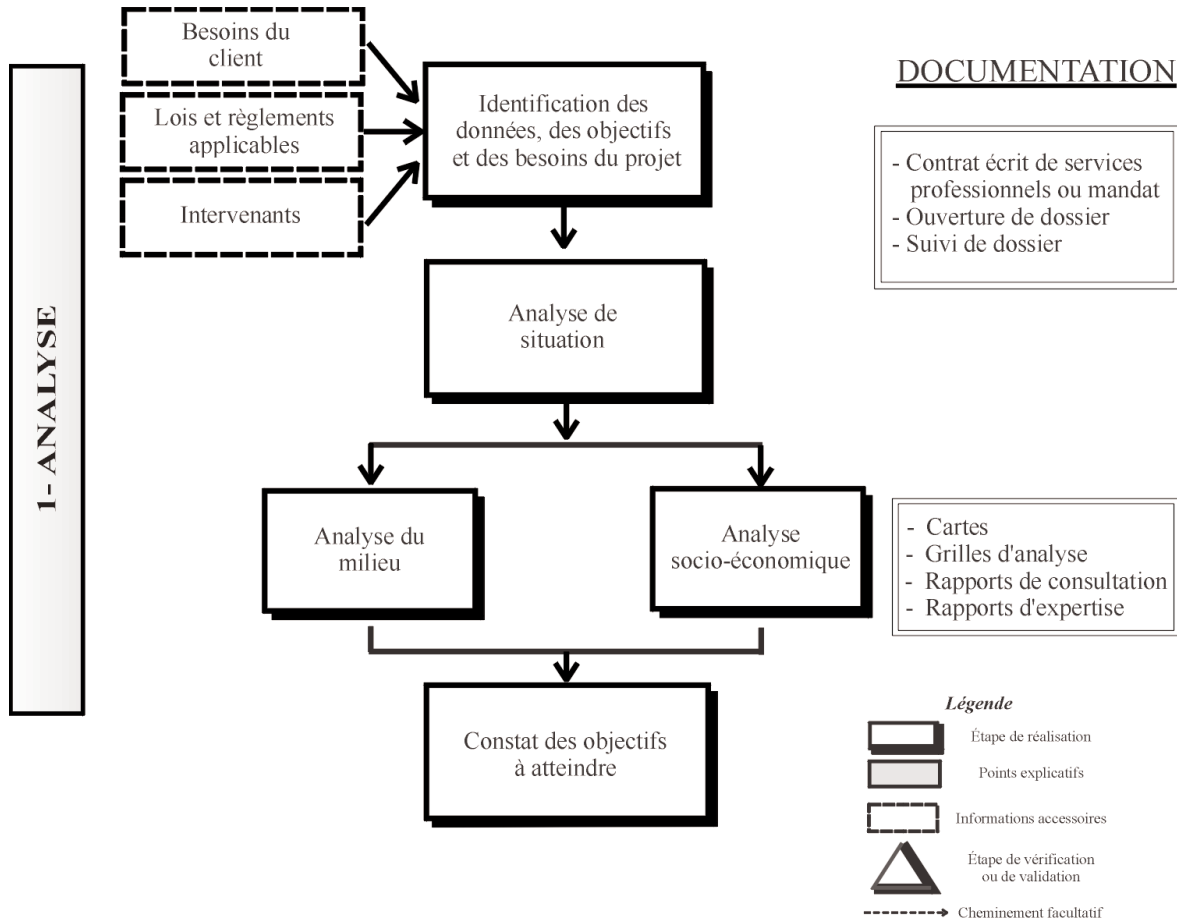 1- ANALYSE
Besoins du
client
Lois et règlements
applicables
Intervenants
Identification des
données, des objectifs
et des besoins du projet
Analyse de
situation
Analyse du
milieu
Analyse
socio-économique
Constat des objectifs
à atteindre
DOCUMENTATION
- Contrat écrit de services
professionnels ou mandat
- Ouverture de dossier
- Suivi de dossier
- Cartes
- Grilles d'analyse
- Rapports de consultation
- Rapports d'expertise
Légende
Étape de réalisation
Points explicatifs
Informations accessoires
Étape de vérification
ou de validation
Cheminement facultatif